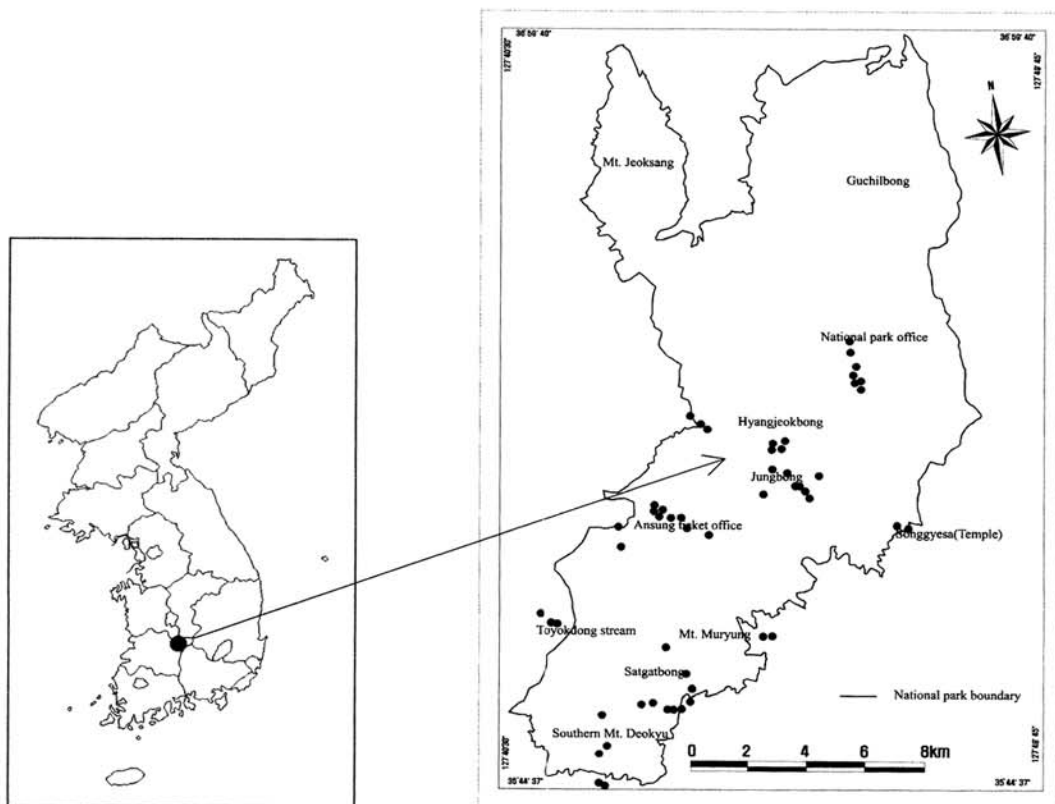 36°59'40"
36°59'40"
127°40'30"
127°48'45"
N
Mt. Jeoksang
Guchilbong
National park office
Hyangjeokbong
Jungbong
Ansung ticket office
Songgyesa(Temple)
Toyokdong stream
Mt. Muryung
Satgatbong
National park boundary
Southern Mt. Deokyu
0 2 4 6 8km
127°40'30"
127°48'45"
35°44'37"
35°44'37"